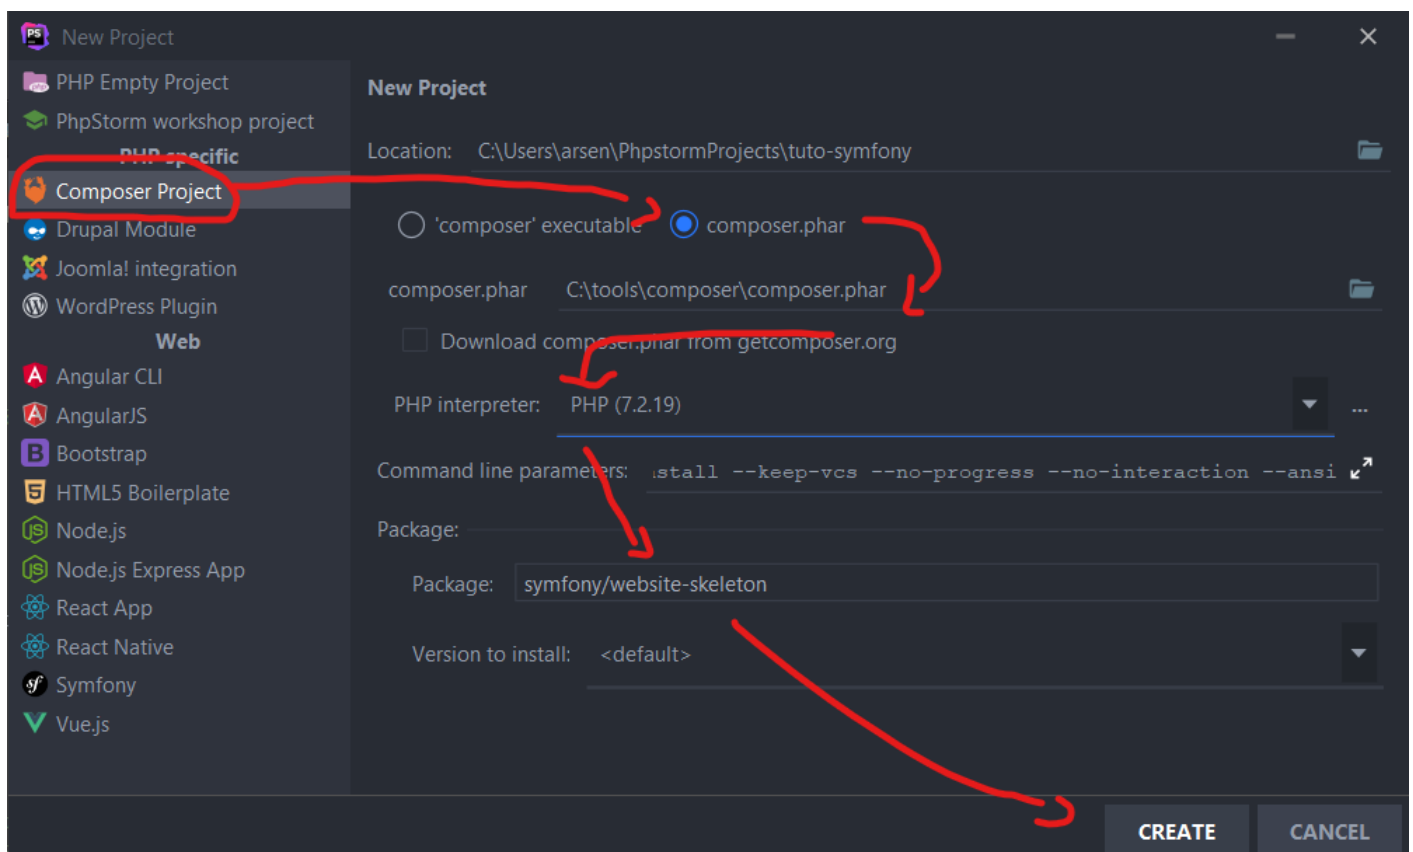 PS New Project
PHP Empty Project
PhpStorm workshop project
PHP specific
Composer Project
Drupal Module
Joomla! integration
WordPress Plugin
Web
Angular CLI
AngularJS
Bootstrap
HTML5 Boilerplate
Node.js
Node.js Express App
React App
React Native
Symfony
Vue.js
New Project
Location: C:\Users\arsen\PhpstormProjects\tuto-symfony
'composer' executable composer.phar
composer.phar C:\tools\composer\composer.phar
Download composer.phar from getcomposer.org
PHP interpreter: PHP (7.2.19) ...
Command line parameters: stall --keep-vcs --no-progress --no-interaction --ansi
Package:
Package: symfony/website-skeleton
Version to install: <default>
CREATE CANCEL